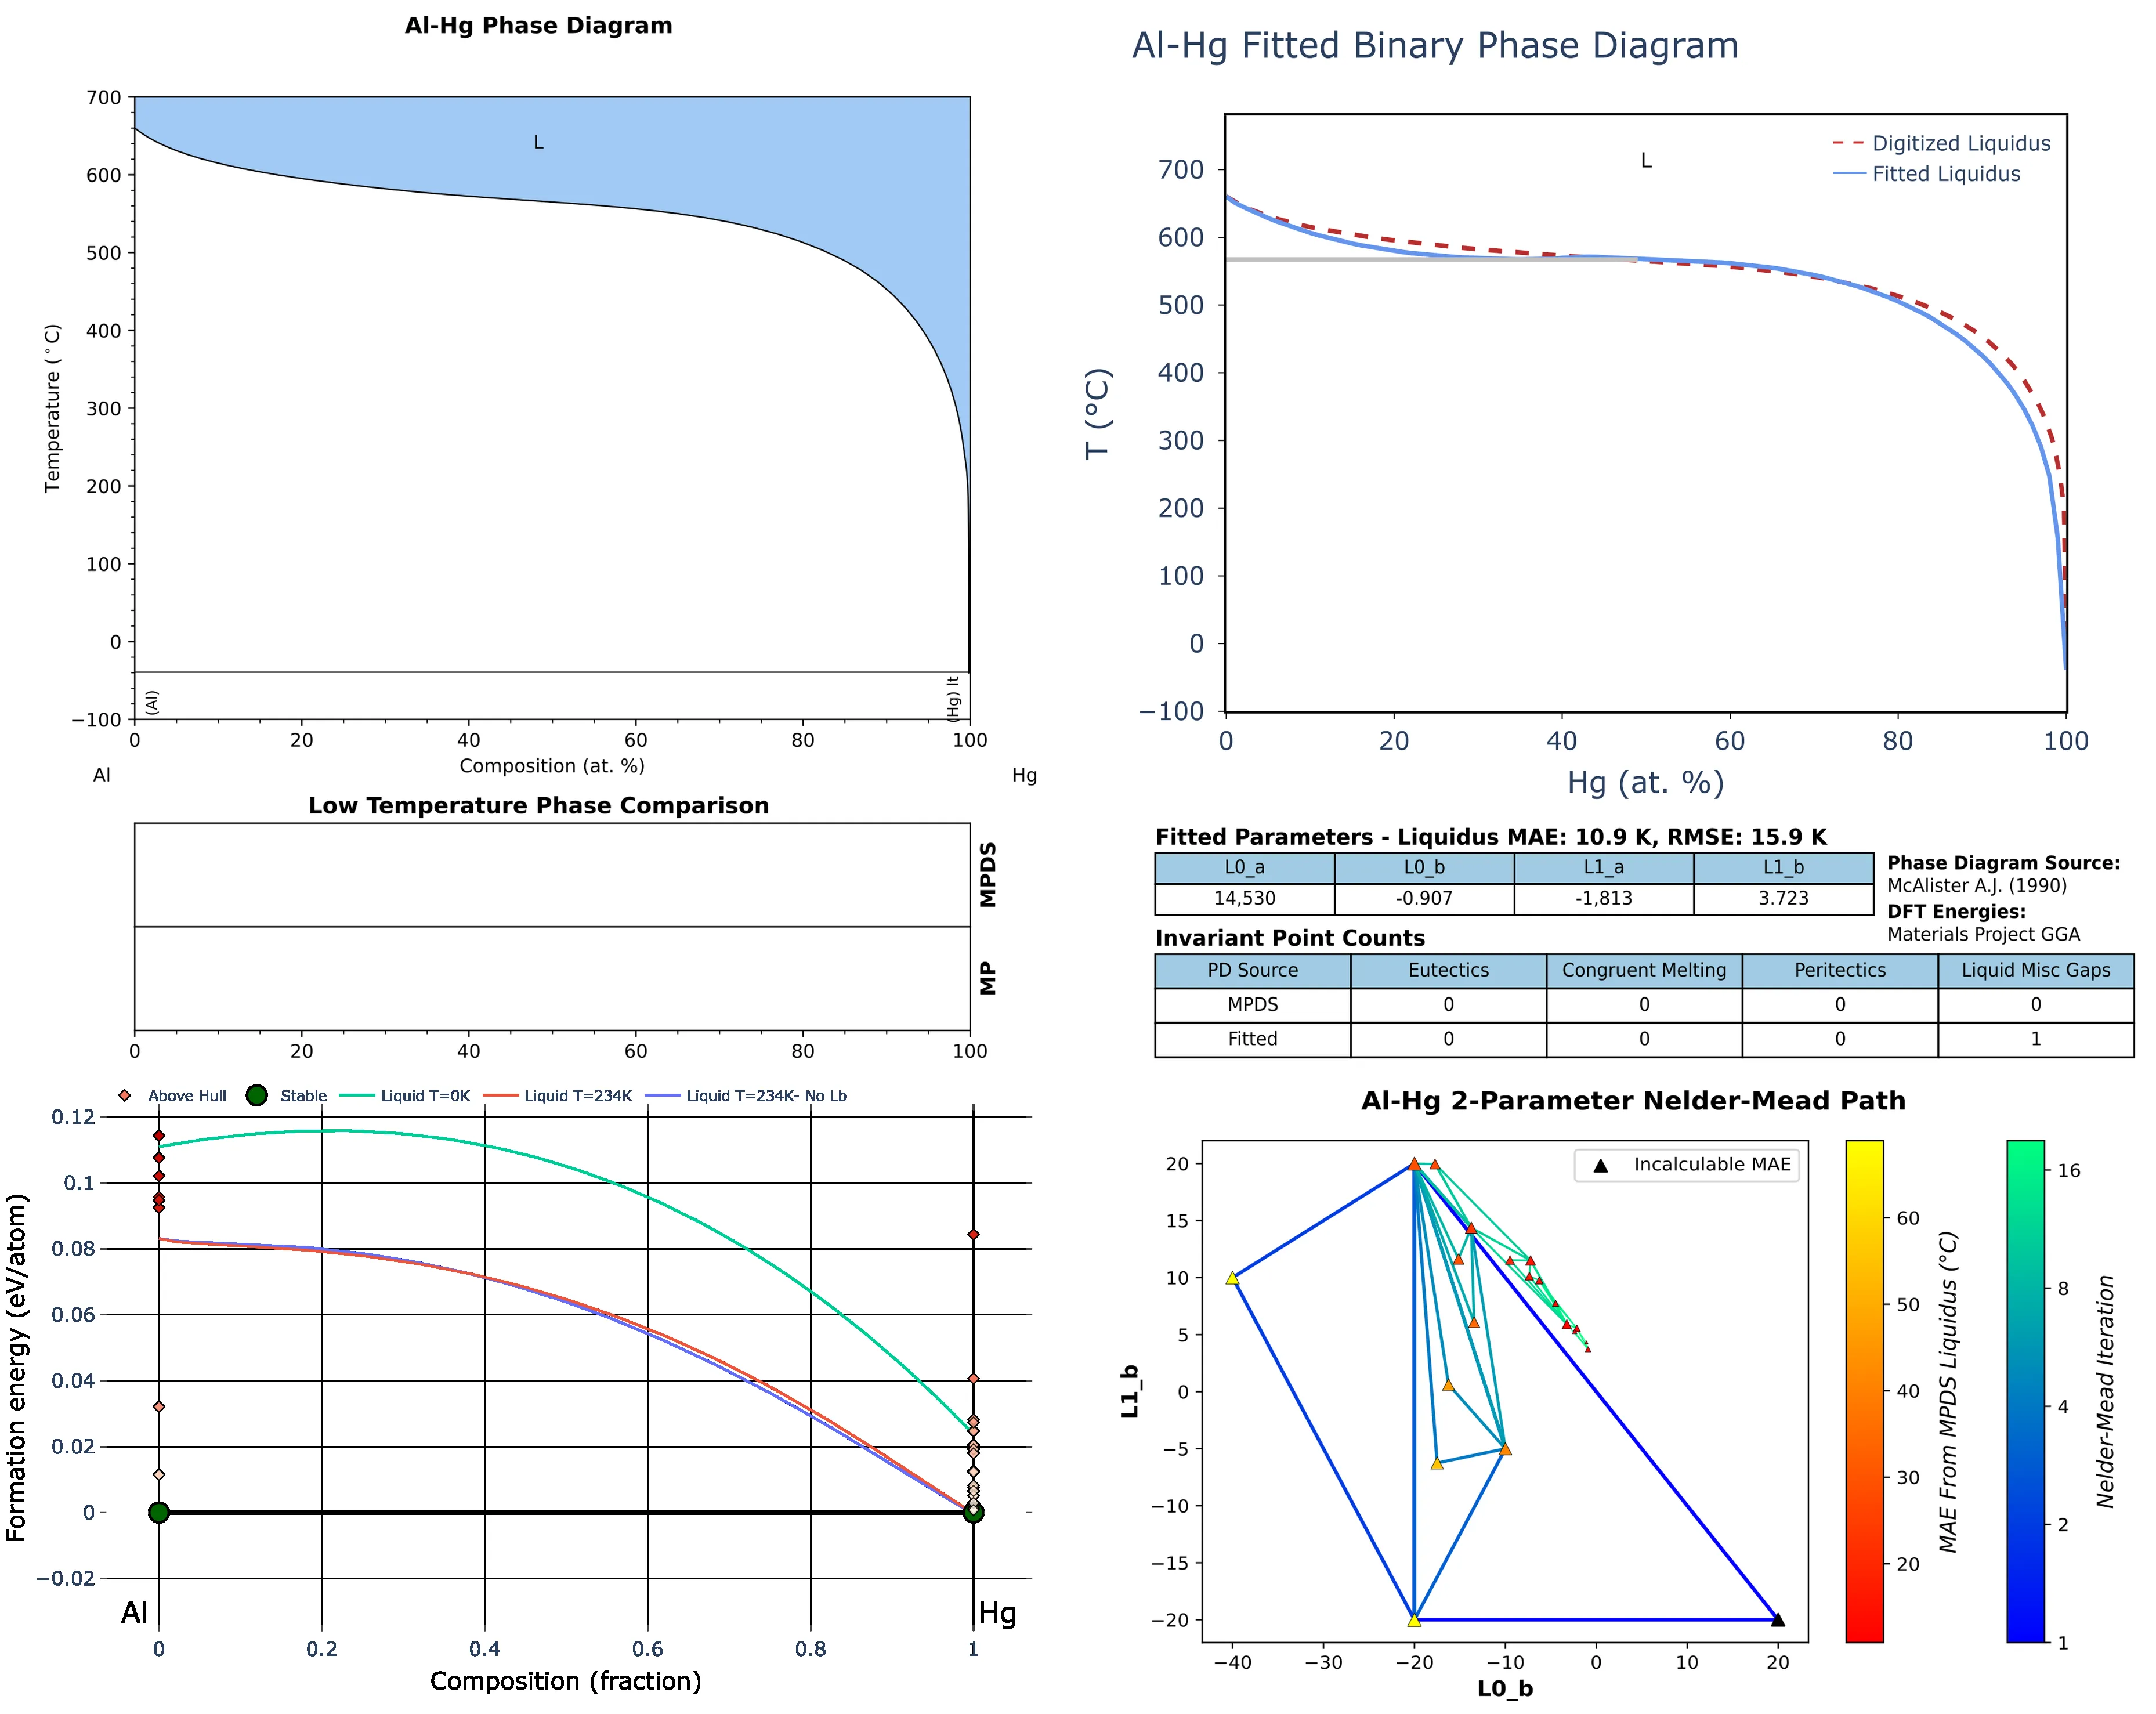 Al-Hg Phase Diagram
700
600
500
400
300
200
100
0
−100
Temperature (°C)
L
(Al)
(Hg) lt
0
20
40
60
80
100
Composition (at. %)
Al
Hg
Low Temperature Phase Comparison
MPDS
MP
0
20
40
60
80
100
Above Hull
Stable
Liquid T=0K
Liquid T=234K
Liquid T=234K- No Lb
0.12
0.1
0.08
0.06
0.04
0.02
0
−0.02
Formation energy (eV/atom)
Al
Hg
0
0.2
0.4
0.6
0.8
1
Composition (fraction)
Al-Hg Fitted Binary Phase Diagram
L
Digitized Liquidus
Fitted Liquidus
700
600
500
400
300
200
100
0
−100
T (°C)
0
20
40
60
80
100
Hg (at. %)
Fitted Parameters - Liquidus MAE: 10.9 K, RMSE: 15.9 K
L0_a L0_b L1_a L1_b
14,530 -0.907 -1,813 3.723
Phase Diagram Source:
McAlister A.J. (1990)
DFT Energies:
Materials Project GGA
Invariant Point Counts
PD Source Eutectics Congruent Melting Peritectics Liquid Misc Gaps
MPDS 0 0 0 0
Fitted 0 0 0 1
Al-Hg 2-Parameter Nelder-Mead Path
Incalculable MAE
20
15
10
5
0
−5
−10
−15
−20
L1_b
−40
−30
−20
−10
0
10
20
L0_b
60
50
40
30
20
MAE From MPDS Liquidus (°C)
16
8
4
2
1
Nelder-Mead Iteration